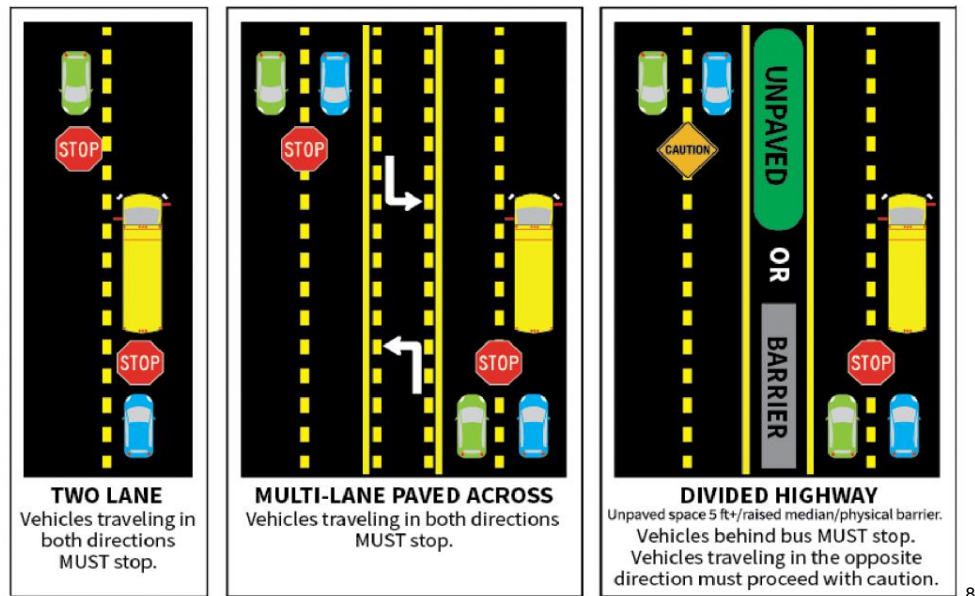 STOP
STOP
TWO LANE
Vehicles traveling in
both directions
MUST stop.
STOP
STOP
MULTI-LANE PAVED ACROSS
Vehicles traveling in both directions
MUST stop.
CAUTION
UNPAVED
OR
BARRIER
STOP
DIVIDED HIGHWAY
Unpaved space 5 ft+/raised median/physical barrier.
Vehicles behind bus MUST stop.
Vehicles traveling in the opposite
direction must proceed with caution.
8